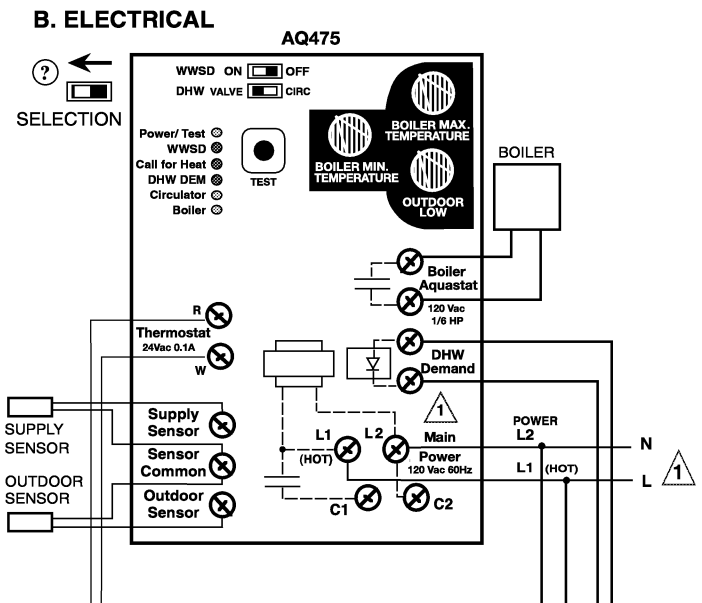 B. ELECTRICAL
AQ475
?
SELECTION
WWSD ON OFF
DHW VALVE CIRC
Power/ Test
WWSD
Call for Heat
DHW DEM
Circulator
Boiler
TEST
BOILER MAX.
TEMPERATURE
BOILER MIN.
TEMPERATURE
OUTDOOR
LOW
BOILER
Boiler
Aquastat
120 Vac
1/6 HP
R
Thermostat
24Vac 0.1A
W
DHW
Demand
1
Supply
Sensor
Sensor
Common
Outdoor
Sensor
SUPPLY
SENSOR
OUTDOOR
SENSOR
L1
(HOT)
L2
Main
Power
120 Vac 60Hz
C1
C2
POWER
L2
N
L1 (HOT)
L
1